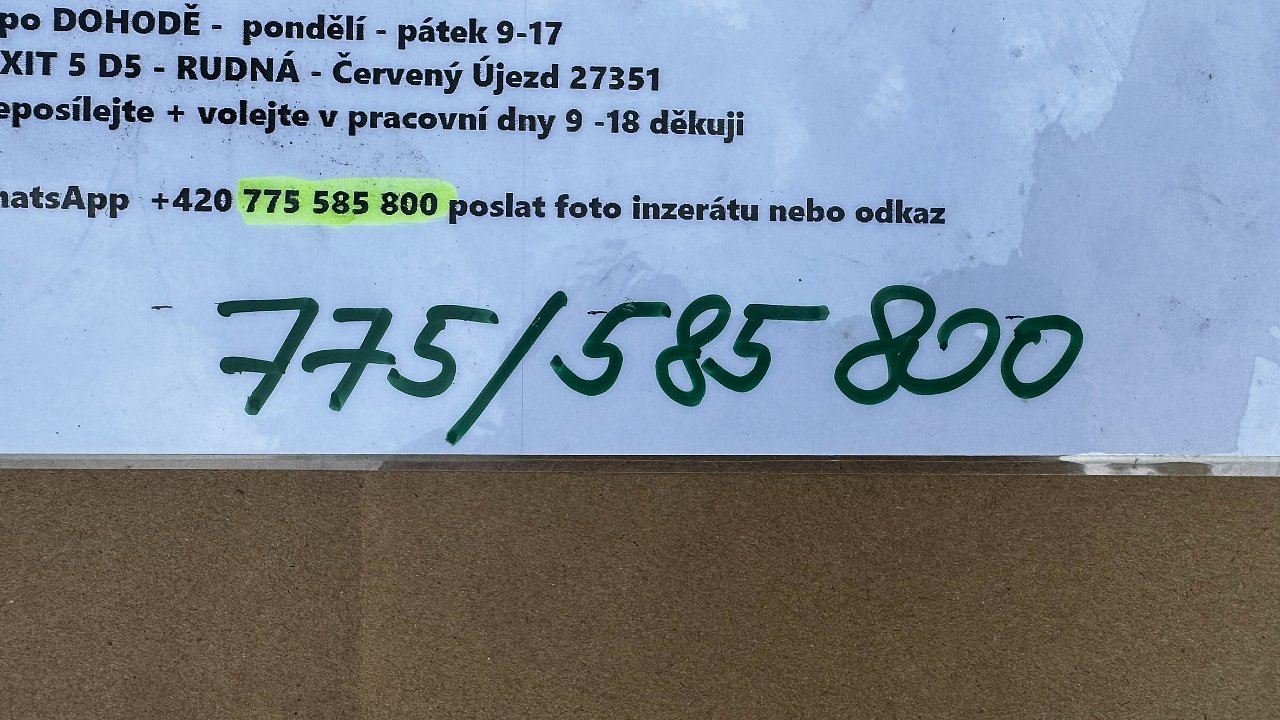 po DOHODĚ - pondělí - pátek 9-17
XIT 5 D5 - RUDNÁ - Červený Újezd 27351
eposílejte + volejte v pracovní dny 9 -18 děkuji
hatsApp +420 775 585 800 poslat foto inzerátu nebo odkaz
775/585 800